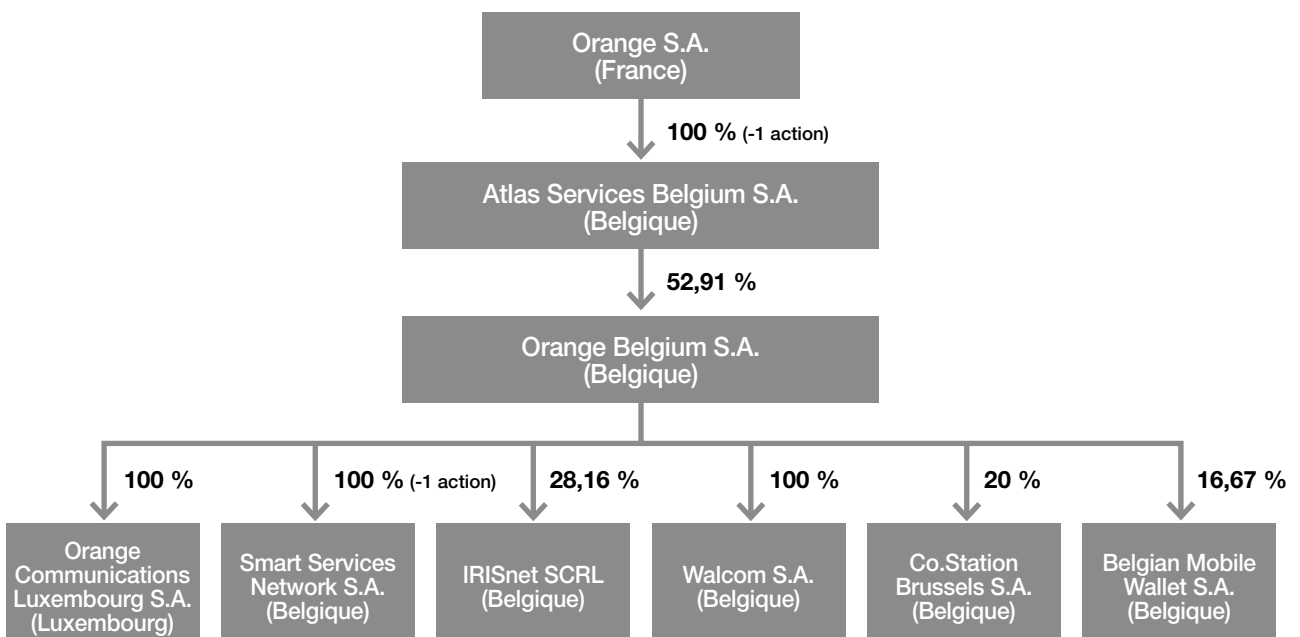 Orange S.A.
(France)
100 % (-1 action)
Atlas Services Belgium S.A.
(Belgique)
52,91 %
Orange Belgium S.A.
(Belgique)
100 %
100 % (-1 action)
28,16 %
100 %
20 %
16,67 %
Orange
Communications
Luxembourg S.A.
(Luxembourg)
Smart Services
Network S.A.
(Belgique)
IRISnet SCRL
(Belgique)
Walcom S.A.
(Belgique)
Co.Station
Brussels S.A.
(Belgique)
Belgian Mobile
Wallet S.A.
(Belgique)